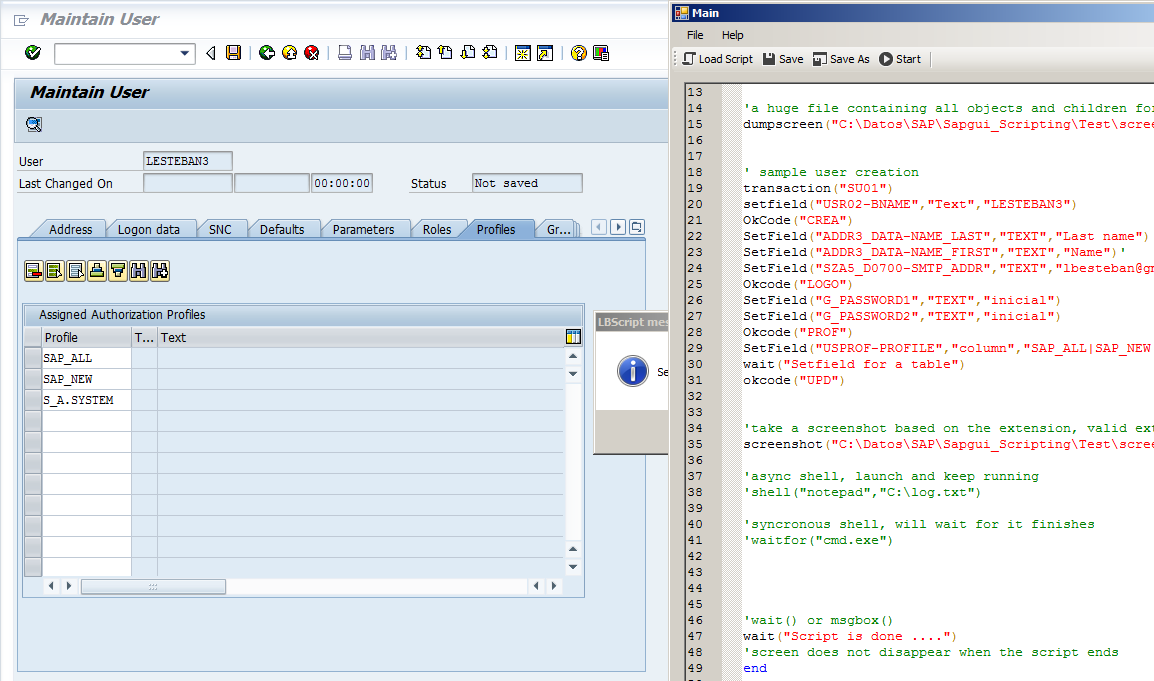 Maintain User
Maintain User
User LESTEBAN3
Last Changed On 00:00:00 Status Not saved
Address Logon data SNC Defaults Parameters Roles Profiles Gr...
Assigned Authorization Profiles
Profile T... Text
SAP_ALL
SAP_NEW
S_A.SYSTEM
LBScript mes
Se
Main
File Help
Load Script Save Save As Start
13
14 'a huge file containing all objects and children for
15 dumpscreen("C:\Datos\SAP\Sapgui_Scripting\Test\scree
16
17
18 ' sample user creation
19 transaction("SU01")
20 setfield("USR02-BNAME","Text","LESTEBAN3")
21 OkCode("CREA")
22 SetField("ADDR3_DATA-NAME_LAST","TEXT","Last name")
23 SetField("ADDR3_DATA-NAME_FIRST","TEXT","Name")'
24 SetField("SZA5_D0700-SMTP_ADDR","TEXT","lbesteban@gm
25 Okcode("LOGO")
26 SetField("G_PASSWORD1","TEXT","inicial")
27 SetField("G_PASSWORD2","TEXT","inicial")
28 Okcode("PROF")
29 SetField("USPROF-PROFILE","column","SAP_ALL|SAP_NEW
30 wait("Setfield for a table")
31 okcode("UPD")
32
33
34 'take a screenshot based on the extension, valid ext
35 screenshot("C:\Datos\SAP\Sapgui_Scripting\Test\scree
36
37 'async shell, launch and keep running
38 'shell("notepad","C:\log.txt")
39
40 'syncronous shell, will wait for it finishes
41 'waitfor("cmd.exe")
42
43
44
45
46 'wait() or msgbox()
47 wait("Script is done ....")
48 'screen does not disappear when the script ends
49 end